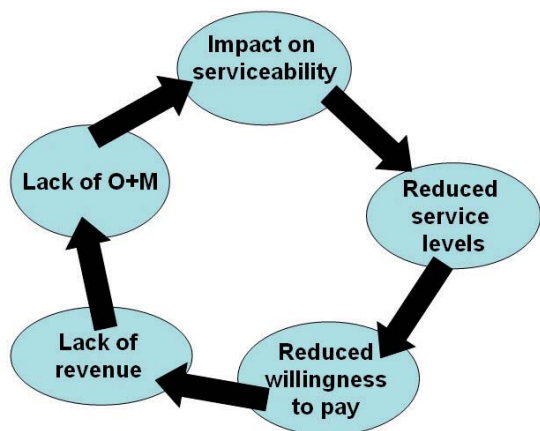 Impact on
serviceability
Reduced
service
levels
Reduced
willingness
to pay
Lack of
revenue
Lack of O+M